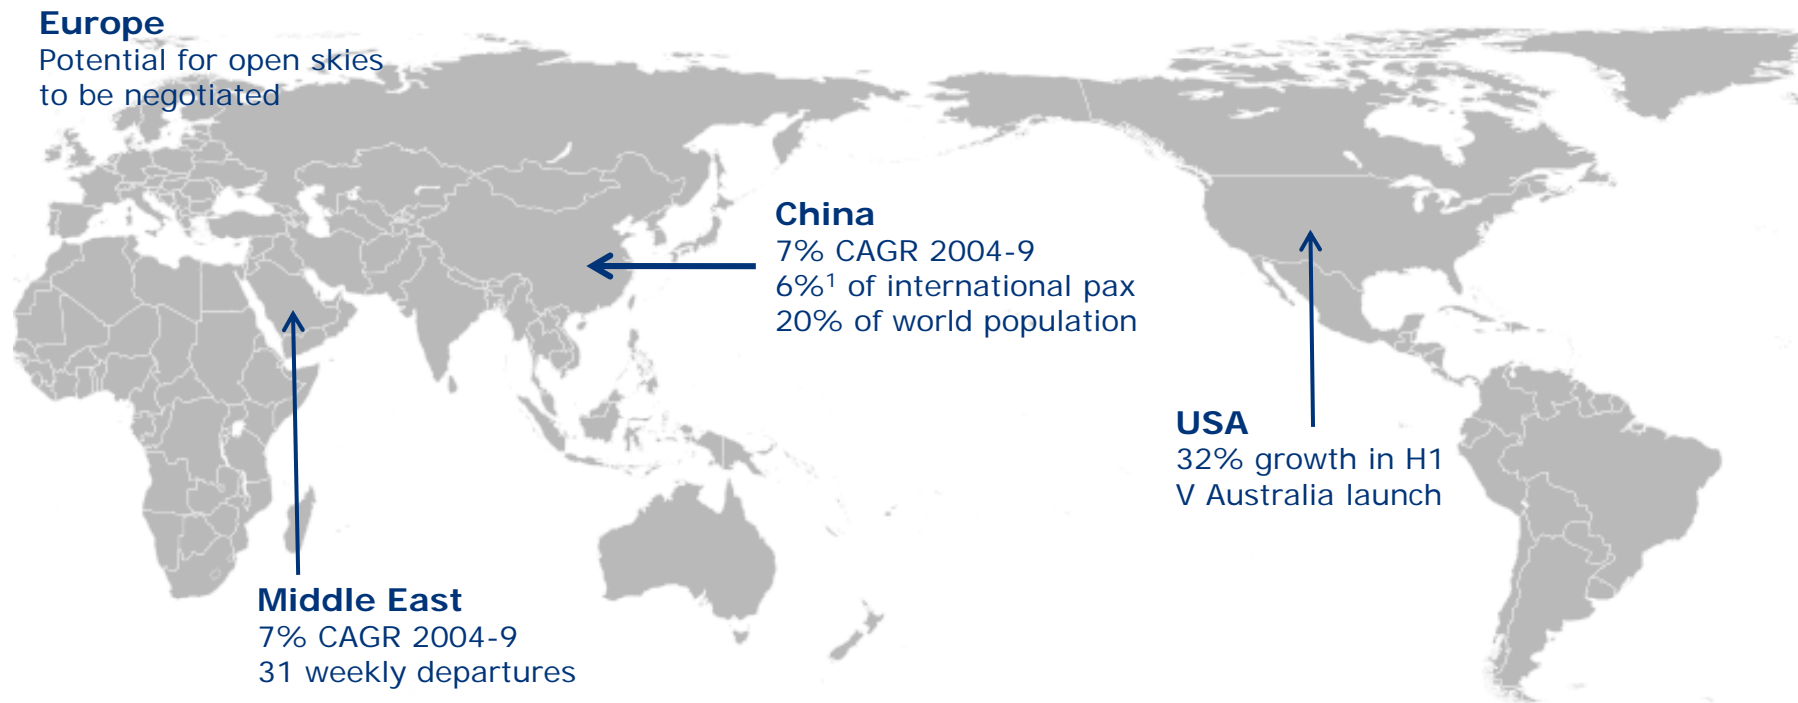 Europe
Potential for open skies
to be negotiated
China
7% CAGR 2004-9
6%¹ of international pax
20% of world population
USA
32% growth in H1
V Australia launch
Middle East
7% CAGR 2004-9
31 weekly departures